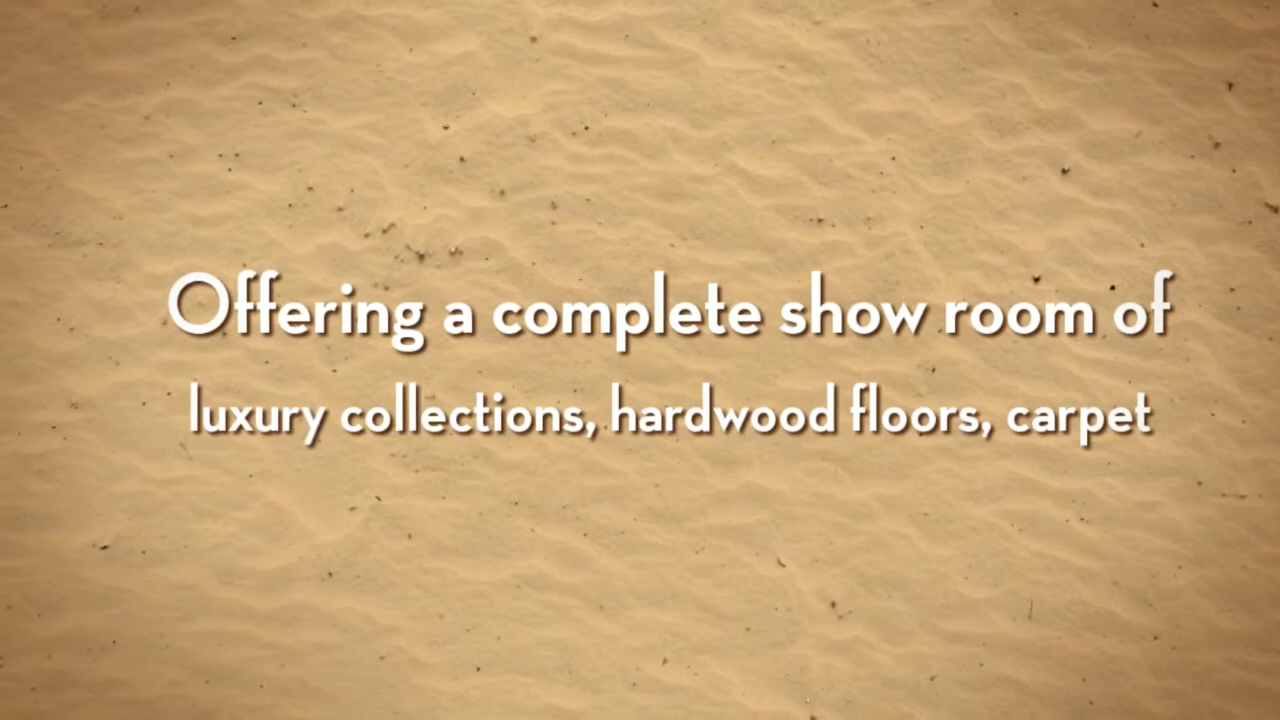 Offering a complete show room of
luxury collections, hardwood floors, carpet